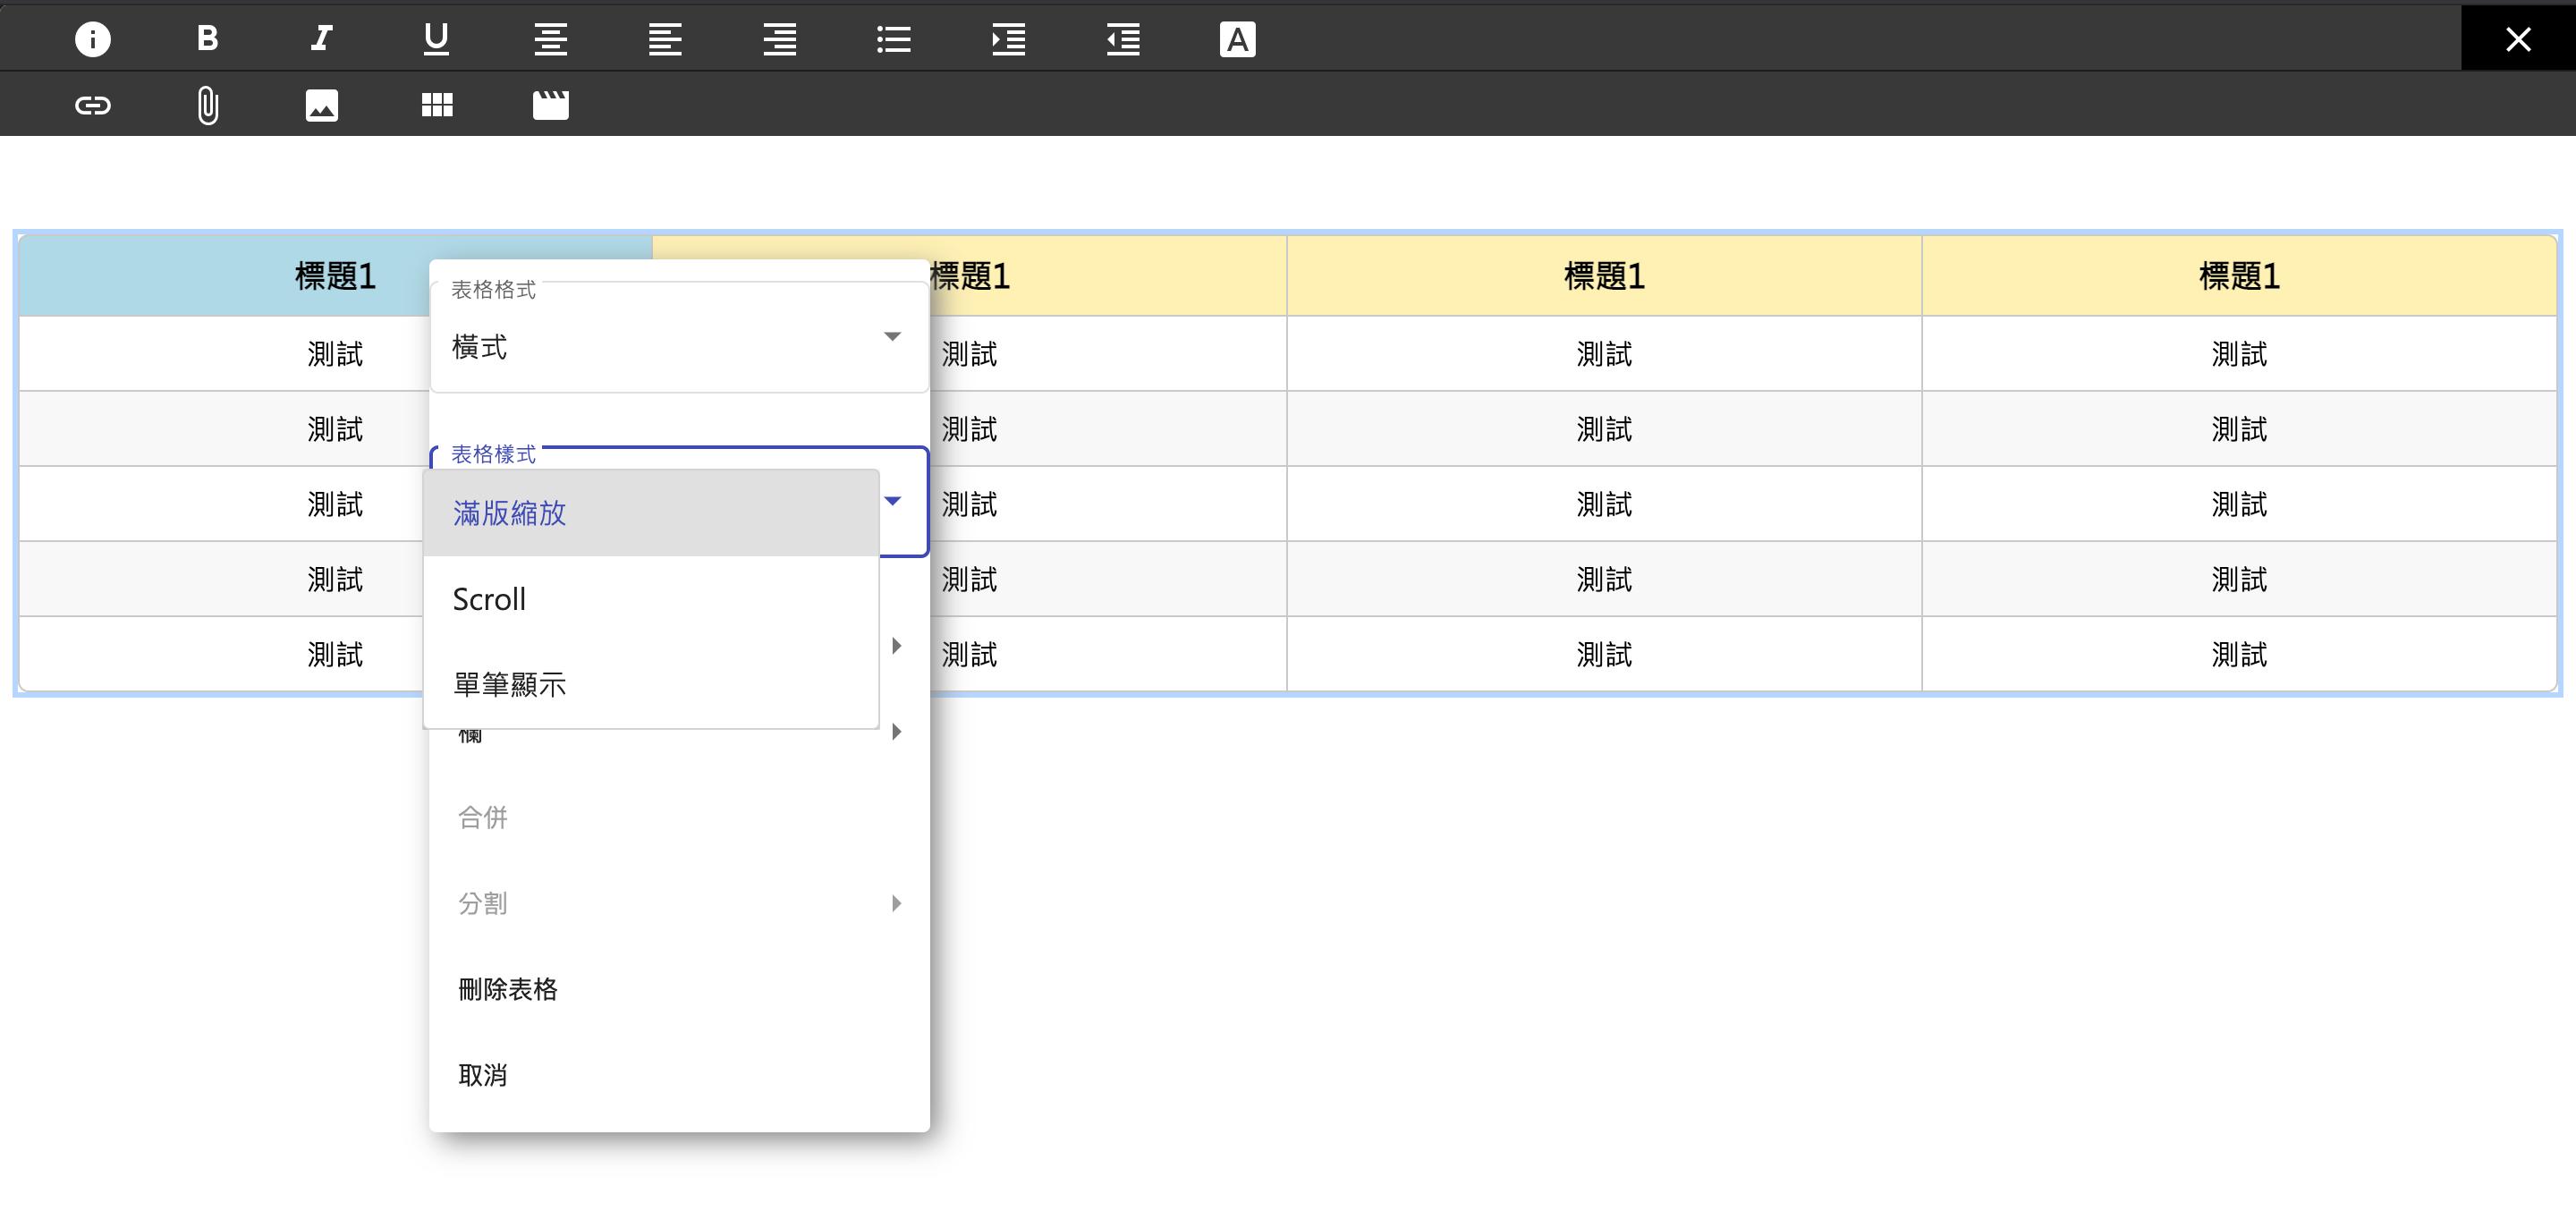 B I U A
標題1 標題1 標題1 標題1
表格格式
橫式
測試 測試 測試 測試
測試 測試 測試 測試
表格樣式
滿版縮放
測試 測試 測試 測試
Scroll
測試 測試 測試 測試
單筆顯示
測試 測試 測試 測試
欄
合併
分割
刪除表格
取消